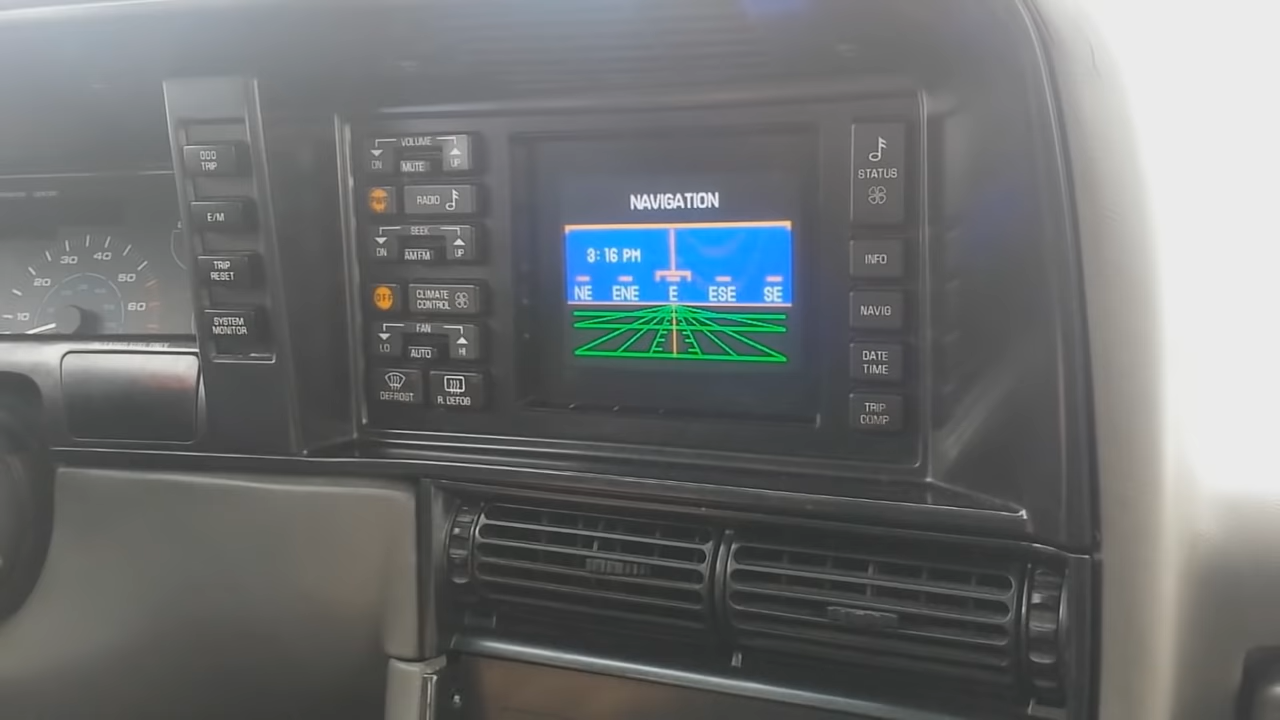 000
TRIP
E/M
TRIP
RESET
SYSTEM
MONITOR
10
20
30
40
50
60
VOLUME
DN
MUTE
UP
PWR
RADIO
SEEK
DN
AM FM
UP
OFF
CLIMATE
CONTROL
FAN
LO
AUTO
HI
DEFROST
R. DEFOG
NAVIGATION
3:16 PM
NE ENE E ESE SE
STATUS
INFO
NAVIG
DATE
TIME
TRIP
COMP